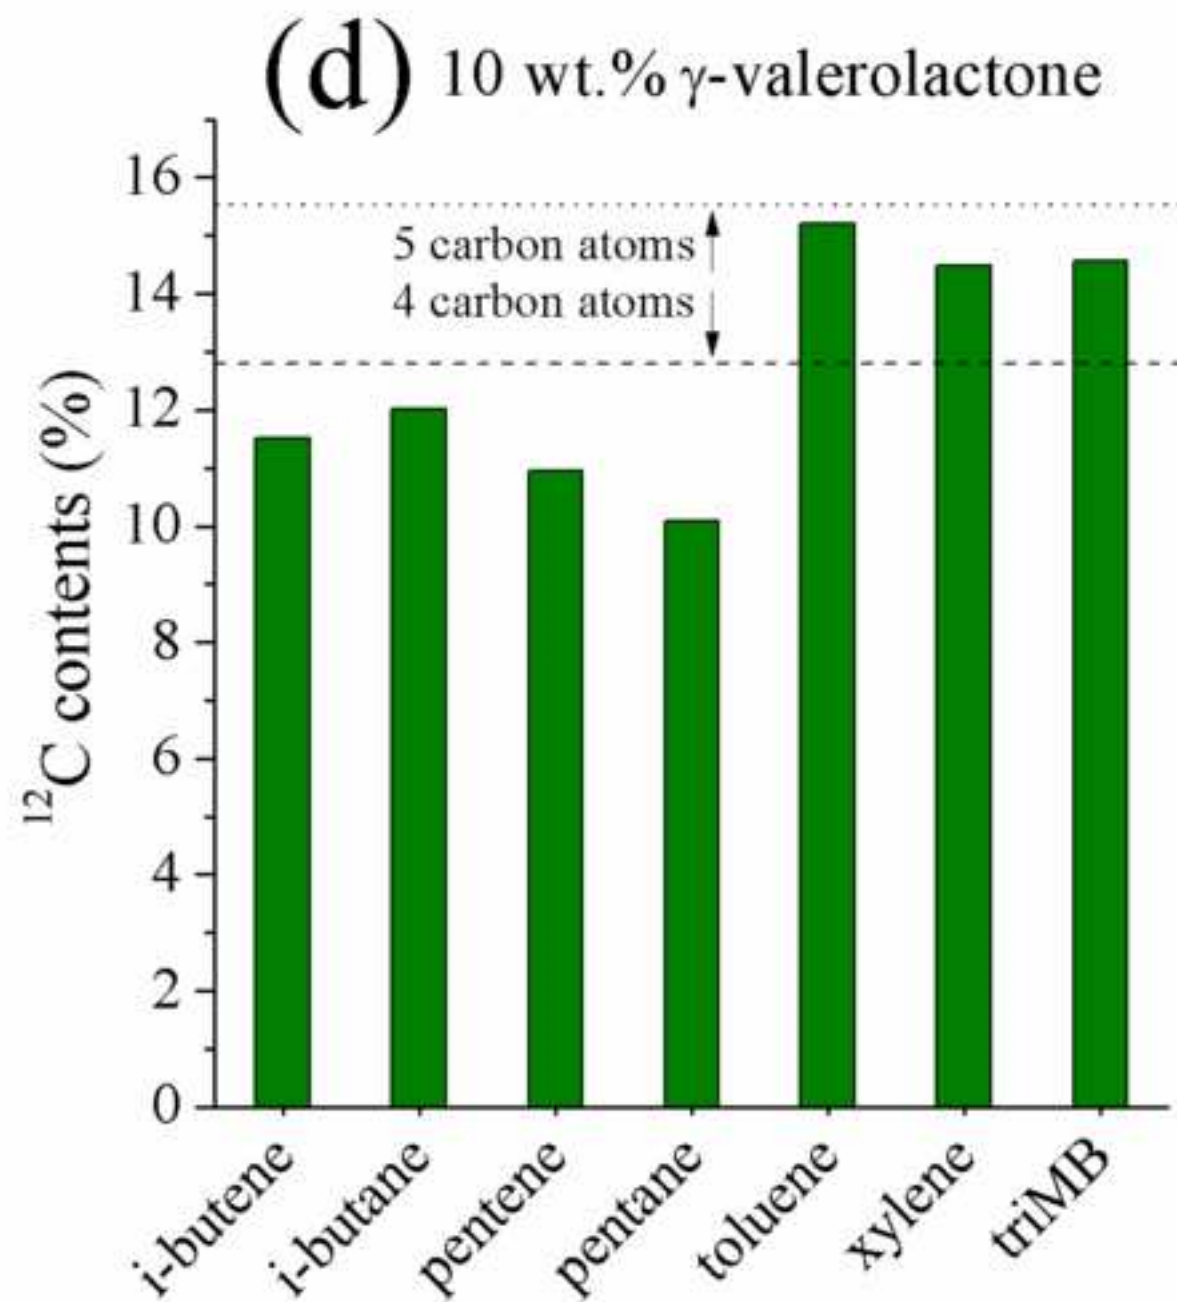 (d) 10 wt.% γ-valerolactone
16
5 carbon atoms
14
4 carbon atoms
12
10
8
6
4
2
0
¹²C contents (%)
i-butene
i-butane
pentene
pentane
toluene
xylene
triMB